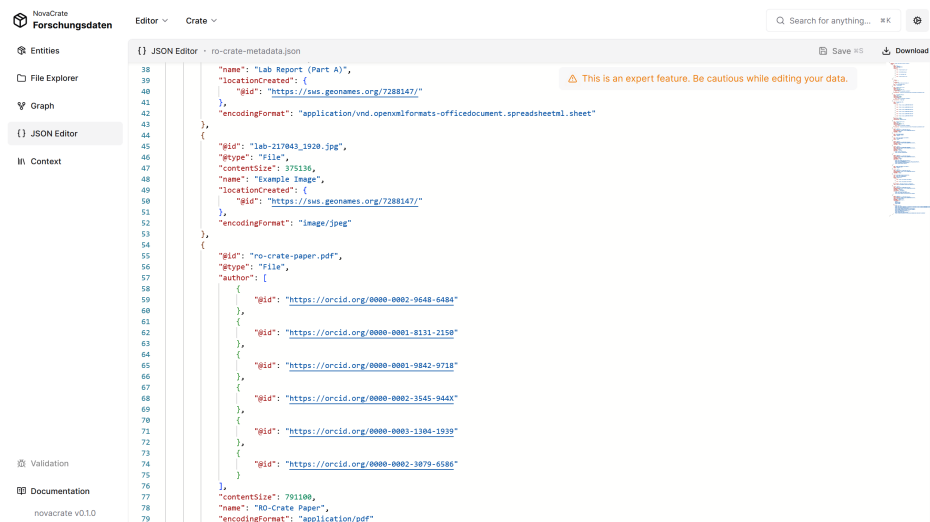 NovaCrate
Forschungsdaten
Editor
Crate
Search for anything...
⌘K
Entities
File Explorer
Graph
{} JSON Editor
Context
Validation
Documentation
novacrate v0.1.0
{} JSON Editor • ro-crate-metadata.json
Save ⌘S
Download
This is an expert feature. Be cautious while editing your data.
38 "name": "Lab Report (Part A)",
39 "locationCreated": {
40 "@id": "https://sws.geonames.org/7288147/"
41 },
42 "encodingFormat": "application/vnd.openxmlformats-officedocument.spreadsheetml.sheet"
43 },
44 {
45 "@id": "lab-217043_1920.jpg",
46 "@type": "File",
47 "contentSize": 375136,
48 "name": "Example Image",
49 "locationCreated": {
50 "@id": "https://sws.geonames.org/7288147/"
51 },
52 "encodingFormat": "image/jpeg"
53 },
54 {
55 "@id": "ro-crate-paper.pdf",
56 "@type": "File",
57 "author": [
58 {
59 "@id": "https://orcid.org/0000-0002-9648-6484"
60 },
61 {
62 "@id": "https://orcid.org/0000-0001-8131-2150"
63 },
64 {
65 "@id": "https://orcid.org/0000-0001-9842-9718"
66 },
67 {
68 "@id": "https://orcid.org/0000-0002-3545-944X"
69 },
70 {
71 "@id": "https://orcid.org/0000-0003-1304-1939"
72 },
73 {
74 "@id": "https://orcid.org/0000-0002-3079-6586"
75 }
76 ],
77 "contentSize": 791100,
78 "name": "RO-Crate Paper",
79 "encodingFormat": "application/pdf"